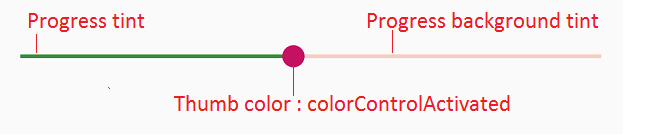 Progress tint
Progress background tint
Thumb color : colorControlActivated